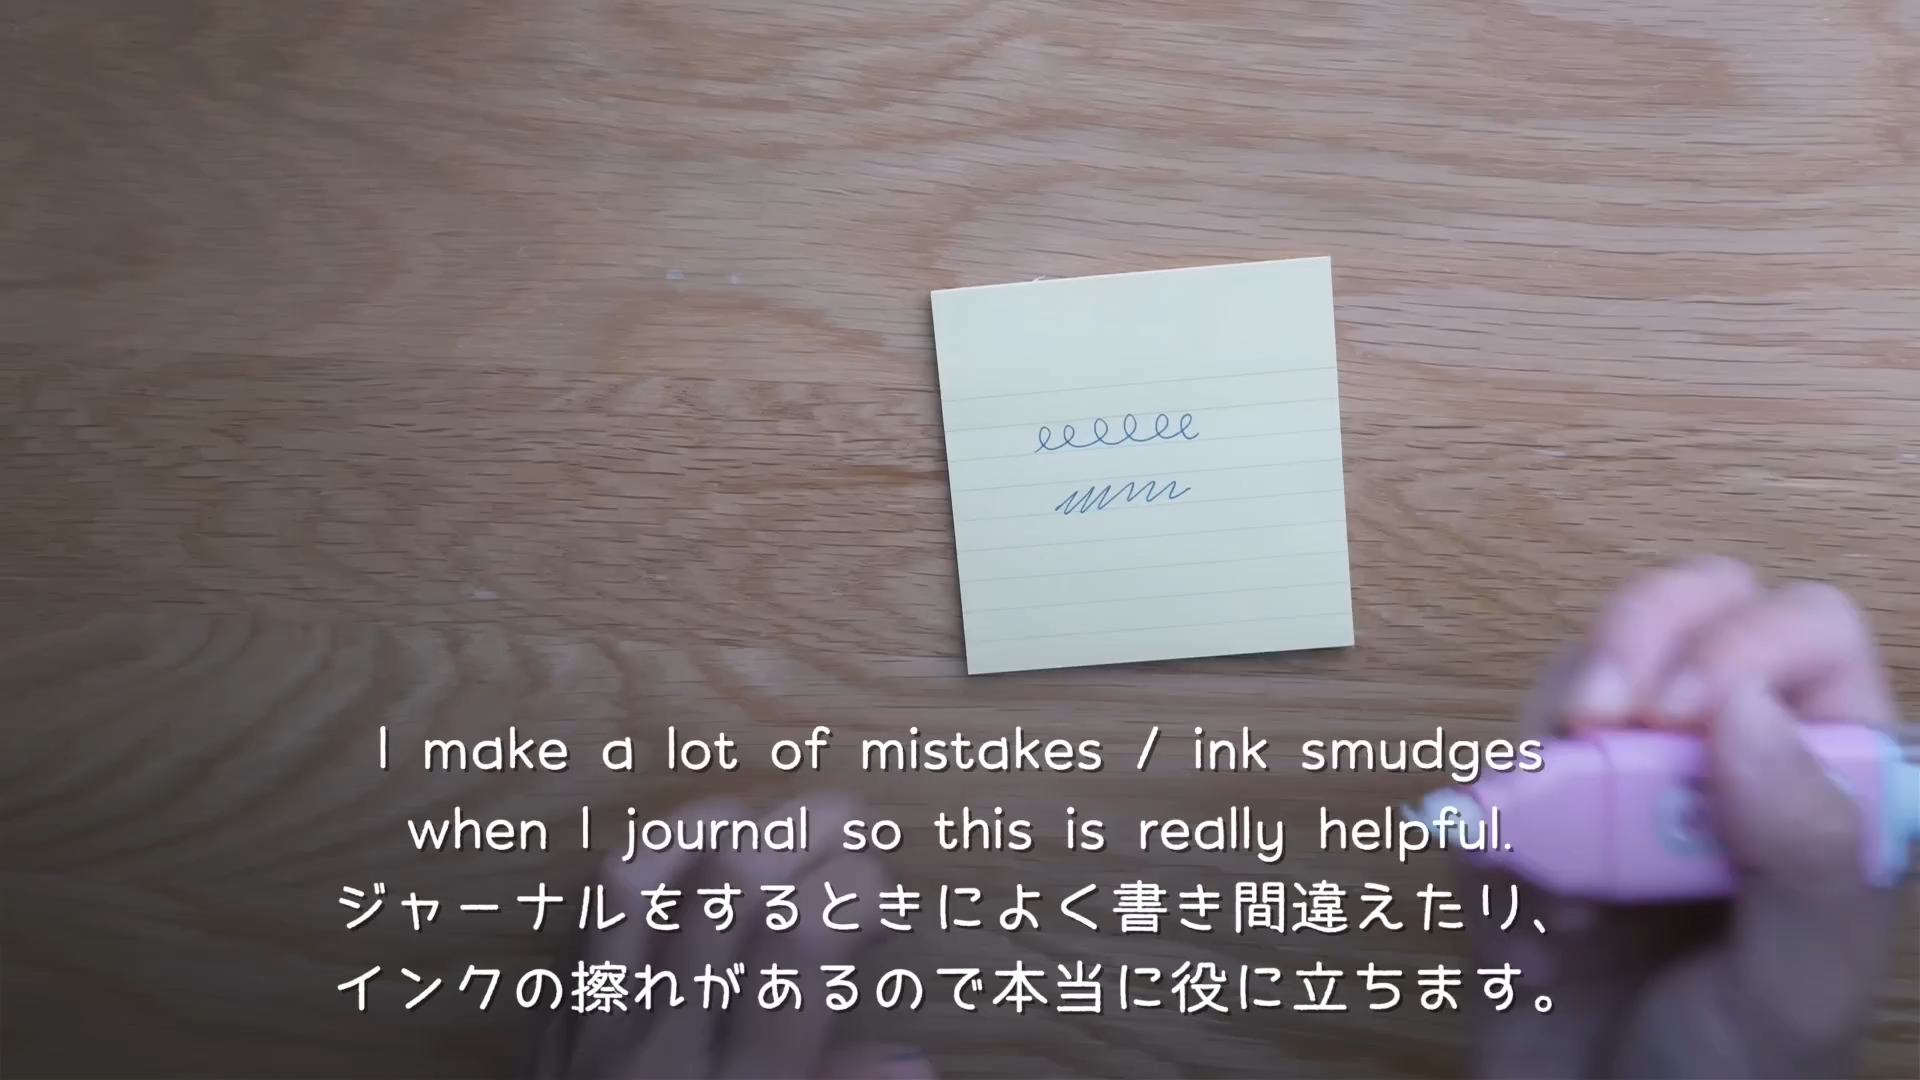 I make a lot of mistakes / ink smudges
when I journal so this is really helpful.
ジャーナルをするときによく書き間違えたり、
インクの擦れがあるので本当に役に立ちます。